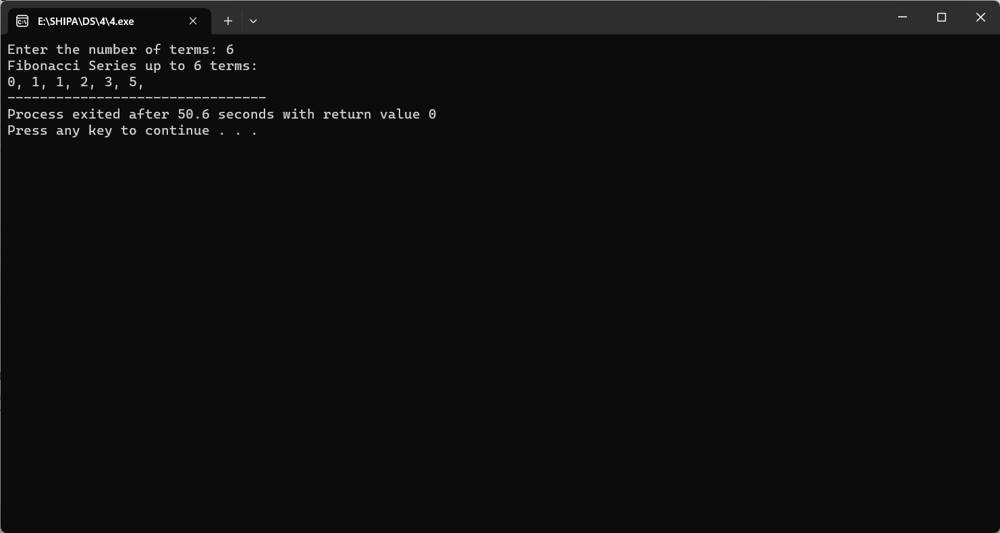 E:\SHIPA\DS\4\4.exe
Enter the number of terms: 6
Fibonacci Series up to 6 terms:
0, 1, 1, 2, 3, 5,
--------------------------------
Process exited after 50.6 seconds with return value 0
Press any key to continue . . .